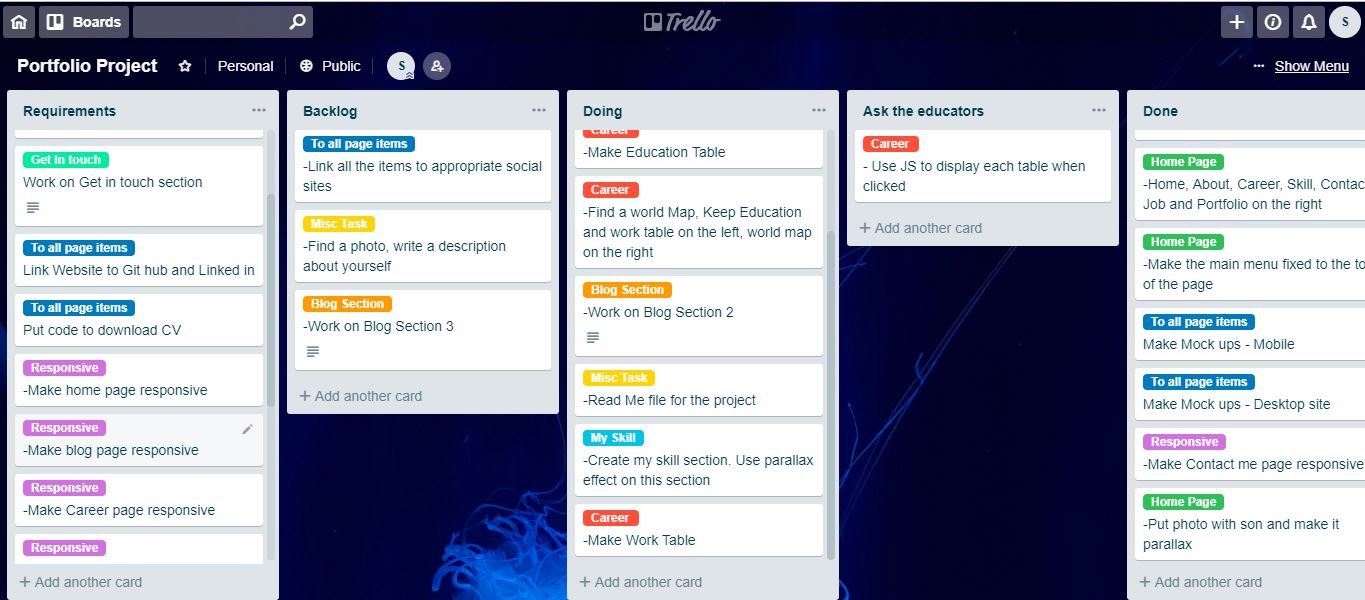 Boards
Trello
S
Portfolio Project
Personal
Public
S
Show Menu
Requirements
Get in touch
Work on Get in touch section
To all page items
Link Website to Git hub and Linked in
To all page items
Put code to download CV
Responsive
-Make home page responsive
Responsive
-Make blog page responsive
Responsive
-Make Career page responsive
Responsive
+ Add another card
Backlog
To all page items
-Link all the items to appropriate social
sites
Misc Task
-Find a photo, write a description
about yourself
Blog Section
-Work on Blog Section 3
+ Add another card
Doing
Career
-Make Education Table
Career
-Find a world Map, Keep Education
and work table on the left, world map
on the right
Blog Section
-Work on Blog Section 2
Misc Task
-Read Me file for the project
My Skill
-Create my skill section. Use parallax
effect on this section
Career
-Make Work Table
+ Add another card
Ask the educators
Career
- Use JS to display each table when
clicked
+ Add another card
Done
Home Page
-Home, About, Career, Skill, Contac
Job and Portfolio on the right
Home Page
-Make the main menu fixed to the to
of the page
To all page items
Make Mock ups - Mobile
To all page items
Make Mock ups - Desktop site
Responsive
-Make Contact me page responsive
Home Page
-Put photo with son and make it
parallax
+ Add another card